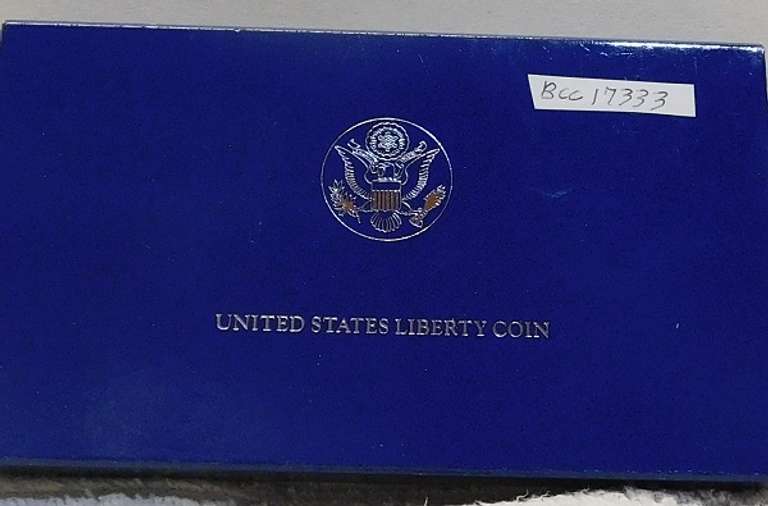 Bcc 17333
UNITED STATES LIBERTY COIN